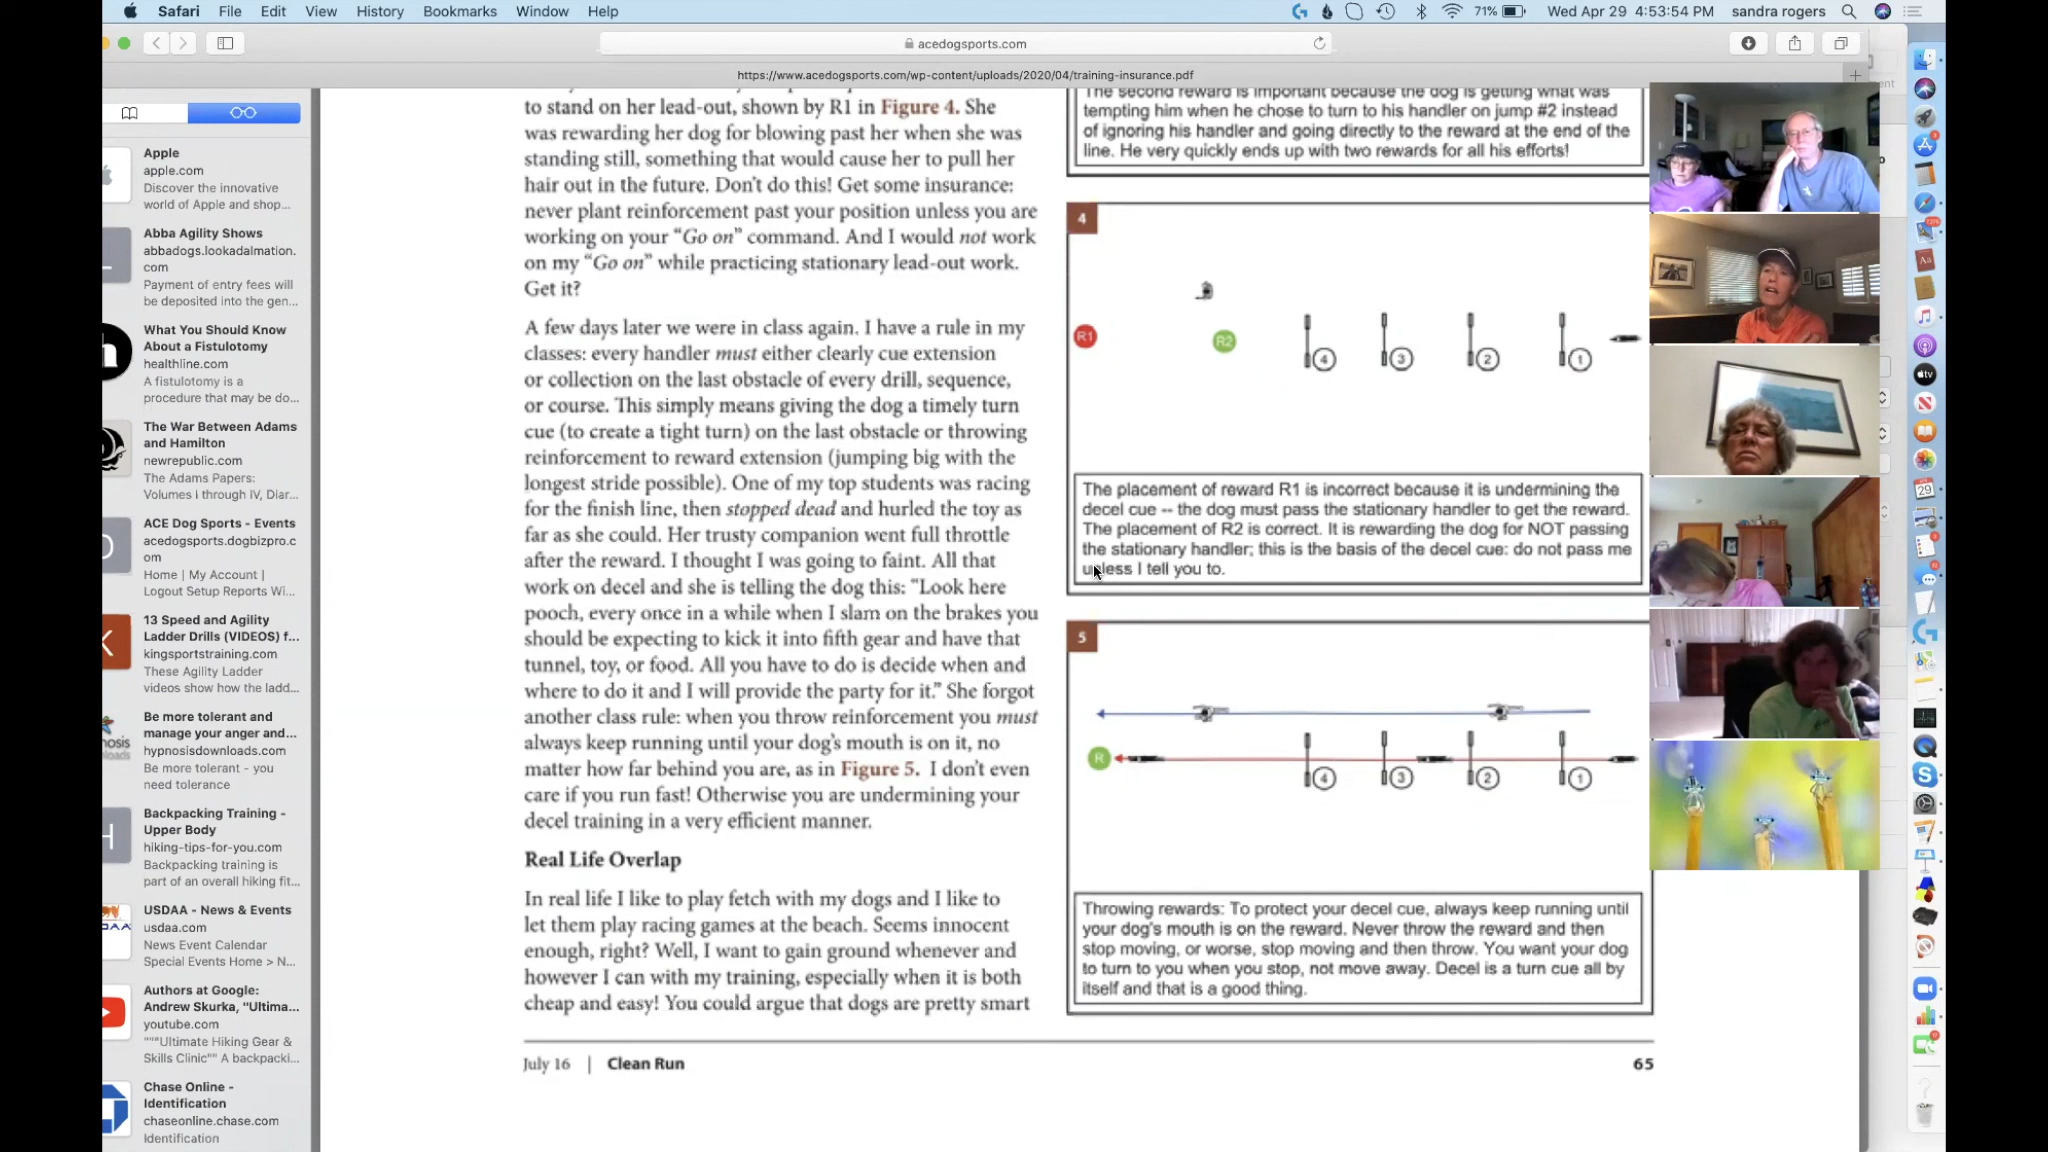 Safari File Edit View History Bookmarks Window Help
71% Wed Apr 29 4:53:54 PM sandra rogers
acedogsports.com
https://www.acedogsports.com/wp-content/uploads/2020/04/training-insurance.pdf
Apple
apple.com
Discover the innovative
world of Apple and shop...
Abba Agility Shows
abbadogs.lookadalmation.
com
Payment of entry fees will
be deposited into the gen...
What You Should Know
About a Fistulotomy
healthline.com
A fistulotomy is a
procedure that may be do...
The War Between Adams
and Hamilton
newrepublic.com
The Adams Papers:
Volumes i through IV, Diar...
ACE Dog Sports - Events
acedogsports.dogbizpro.c
om
Home | My Account |
Logout Setup Reports Wi...
13 Speed and Agility
Ladder Drills (VIDEOS) f...
kingsportstraining.com
These Agility Ladder
videos show how the ladd...
Be more tolerant and
manage your anger and...
hypnosisdownloads.com
Be more tolerant - you
need tolerance
Backpacking Training -
Upper Body
hiking-tips-for-you.com
Backpacking training is
part of an overall hiking fit...
USDAA - News & Events
usdaa.com
News Event Calendar
Special Events Home > N...
Authors at Google:
Andrew Skurka, "Ultima...
youtube.com
"""Ultimate Hiking Gear &
Skills Clinic"" A backpacki...
Chase Online -
Identification
chaseonline.chase.com
Identification
to stand on her lead-out, shown by R1 in Figure 4. She
was rewarding her dog for blowing past her when she was
standing still, something that would cause her to pull her
hair out in the future. Don't do this! Get some insurance:
never plant reinforcement past your position unless you are
working on your "Go on" command. And I would not work
on my "Go on" while practicing stationary lead-out work.
Get it?
A few days later we were in class again. I have a rule in my
classes: every handler must either clearly cue extension
or collection on the last obstacle of every drill, sequence,
or course. This simply means giving the dog a timely turn
cue (to create a tight turn) on the last obstacle or throwing
reinforcement to reward extension (jumping big with the
longest stride possible). One of my top students was racing
for the finish line, then stopped dead and hurled the toy as
far as she could. Her trusty companion went full throttle
after the reward. I thought I was going to faint. All that
work on decel and she is telling the dog this: "Look here
pooch, every once in a while when I slam on the brakes you
should be expecting to kick it into fifth gear and have that
tunnel, toy, or food. All you have to do is decide when and
where to do it and I will provide the party for it." She forgot
another class rule: when you throw reinforcement you must
always keep running until your dog's mouth is on it, no
matter how far behind you are, as in Figure 5. I don't even
care if you run fast! Otherwise you are undermining your
decel training in a very efficient manner.
Real Life Overlap
In real life I like to play fetch with my dogs and I like to
let them play racing games at the beach. Seems innocent
enough, right? Well, I want to gain ground whenever and
however I can with my training, especially when it is both
cheap and easy! You could argue that dogs are pretty smart
The second reward is important because the dog is getting what was
tempting him when he chose to turn to his handler on jump #2 instead
of ignoring his handler and going directly to the reward at the end of the
line. He very quickly ends up with two rewards for all his efforts!
4
R1 R2 4 3 2 1
The placement of reward R1 is incorrect because it is undermining the
decel cue -- the dog must pass the stationary handler to get the reward.
The placement of R2 is correct. It is rewarding the dog for NOT passing
the stationary handler; this is the basis of the decel cue: do not pass me
unless I tell you to.
5
R 4 3 2 1
Throwing rewards: To protect your decel cue, always keep running until
your dog's mouth is on the reward. Never throw the reward and then
stop moving, or worse, stop moving and then throw. You want your dog
to turn to you when you stop, not move away. Decel is a turn cue all by
itself and that is a good thing.
July 16 | Clean Run 65